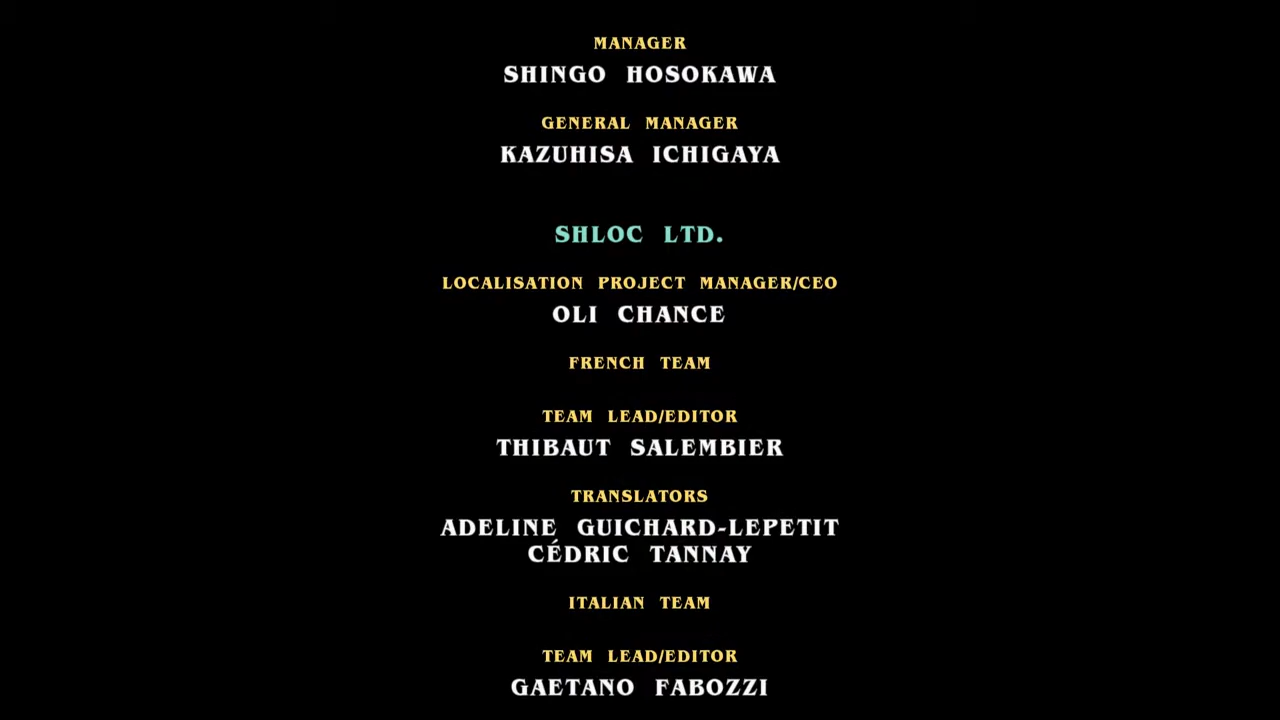 MANAGER
SHINGO HOSOKAWA
GENERAL MANAGER
KAZUHISA ICHIGAYA
SHLOC LTD.
LOCALISATION PROJECT MANAGER/CEO
OLI CHANCE
FRENCH TEAM
TEAM LEAD/EDITOR
THIBAUT SALEMBIER
TRANSLATORS
ADELINE GUICHARD-LEPETIT
CÉDRIC TANNAY
ITALIAN TEAM
TEAM LEAD/EDITOR
GAETANO FABOZZI